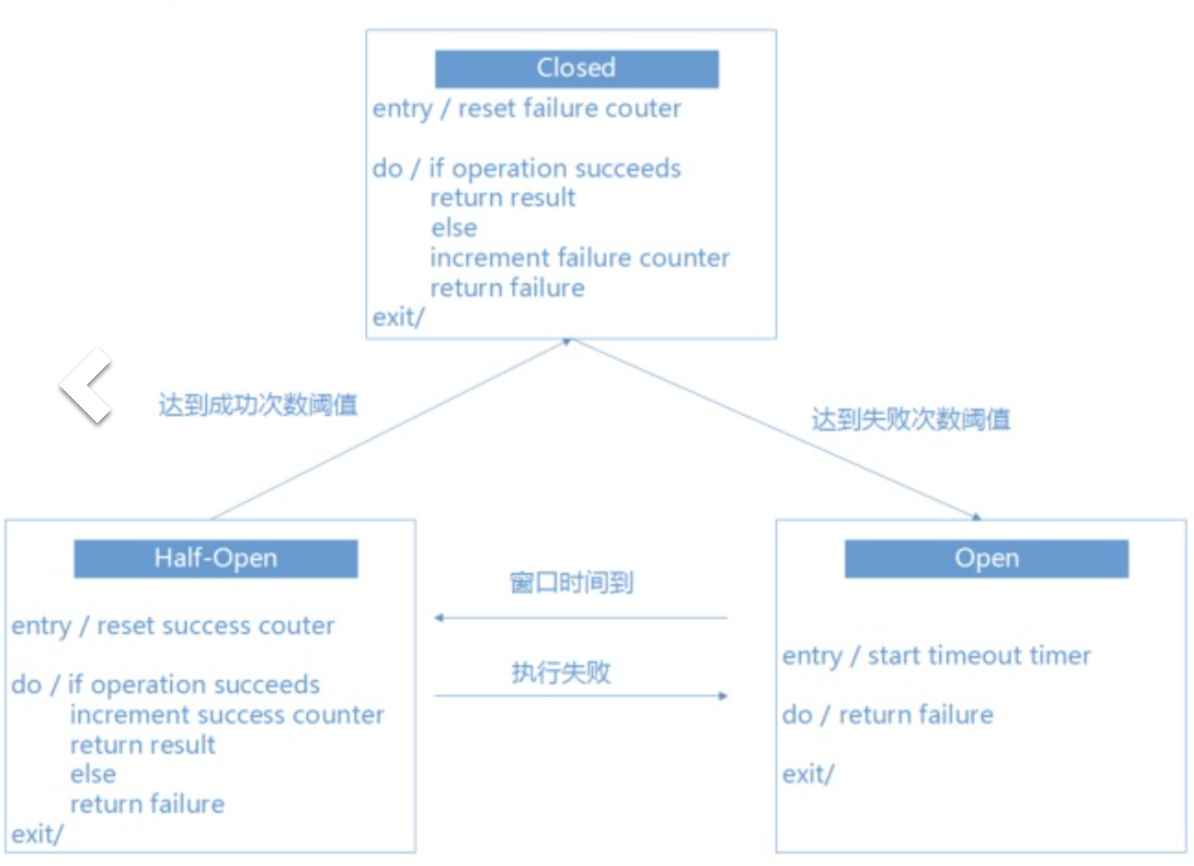 Closed
entry / reset failure couter
do / if operation succeeds
return result
else
increment failure counter
return failure
exit/
达到成功次数阈值
达到失败次数阈值
Half-Open
entry / reset success couter
do / if operation succeeds
increment success counter
return result
else
return failure
exit/
窗口时间到
执行失败
Open
entry / start timeout timer
do / return failure
exit/